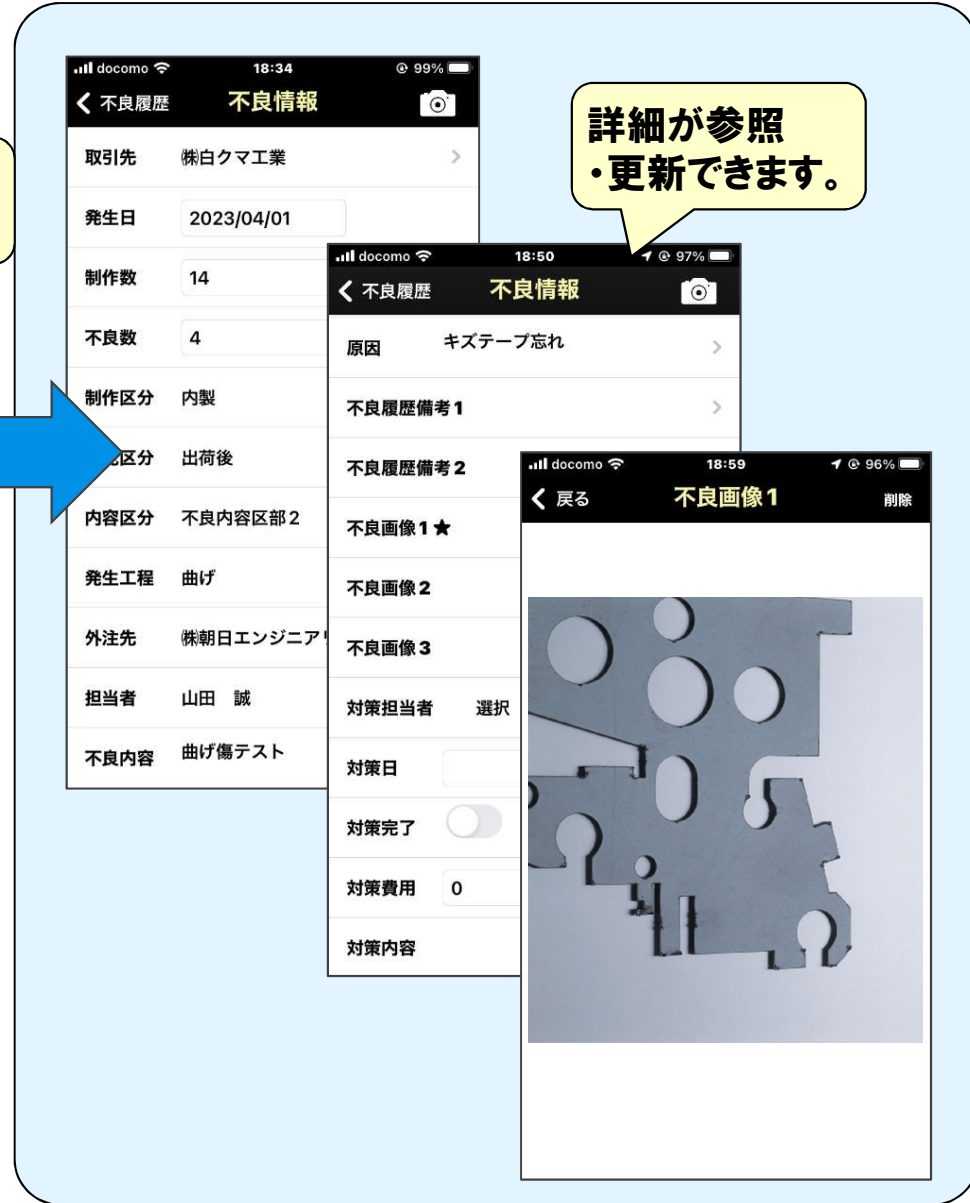 docomo 18:34 99%
不良履歴 不良情報
取引先 ㈱白クマ工業
発生日 2023/04/01
制作数 14
不良数 4
制作区分 内製
区分 出荷後
内容区分 不良内容区部2
発生工程 曲げ
外注先 ㈱朝日エンジニア
担当者 山田 誠
不良内容 曲げ傷テスト
詳細が参照
・更新できます。
docomo 18:50 97%
不良履歴 不良情報
原因 キズテープ忘れ
不良履歴備考1
不良履歴備考2
不良画像1★
不良画像2
不良画像3
対策担当者 選択
対策日
対策完了
対策費用 0
対策内容
docomo 18:59 96%
戻る 不良画像1 削除